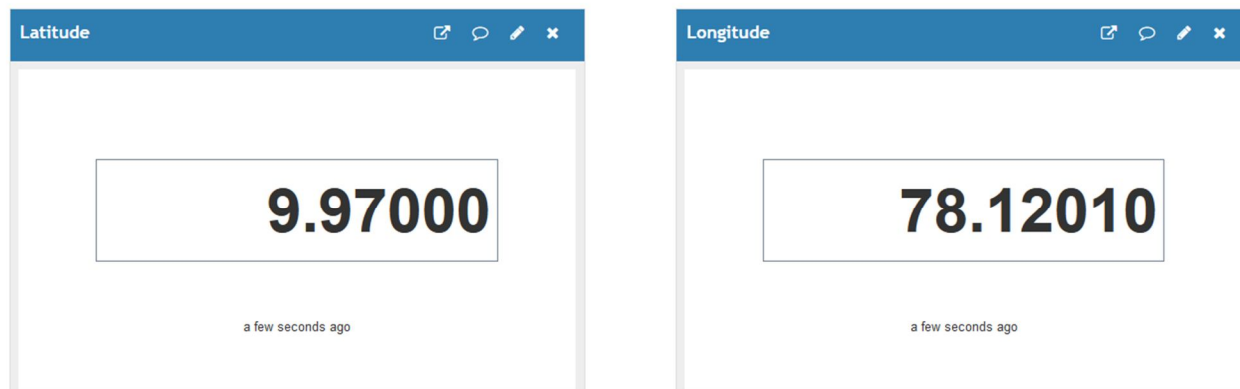 Latitude
9.97000
a few seconds ago
Longitude
78.12010
a few seconds ago